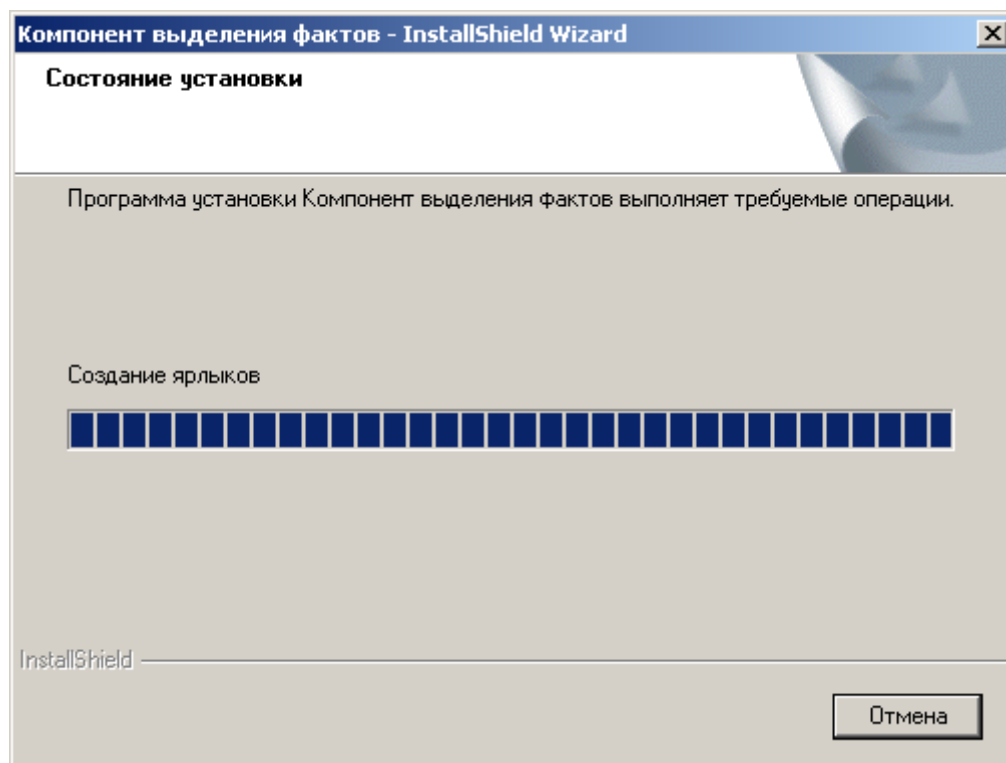 Компонент выделения фактов - InstallShield Wizard
Состояние установки
Программа установки Компонент выделения фактов выполняет требуемые операции.
Создание ярлыков
InstallShield
Отмена